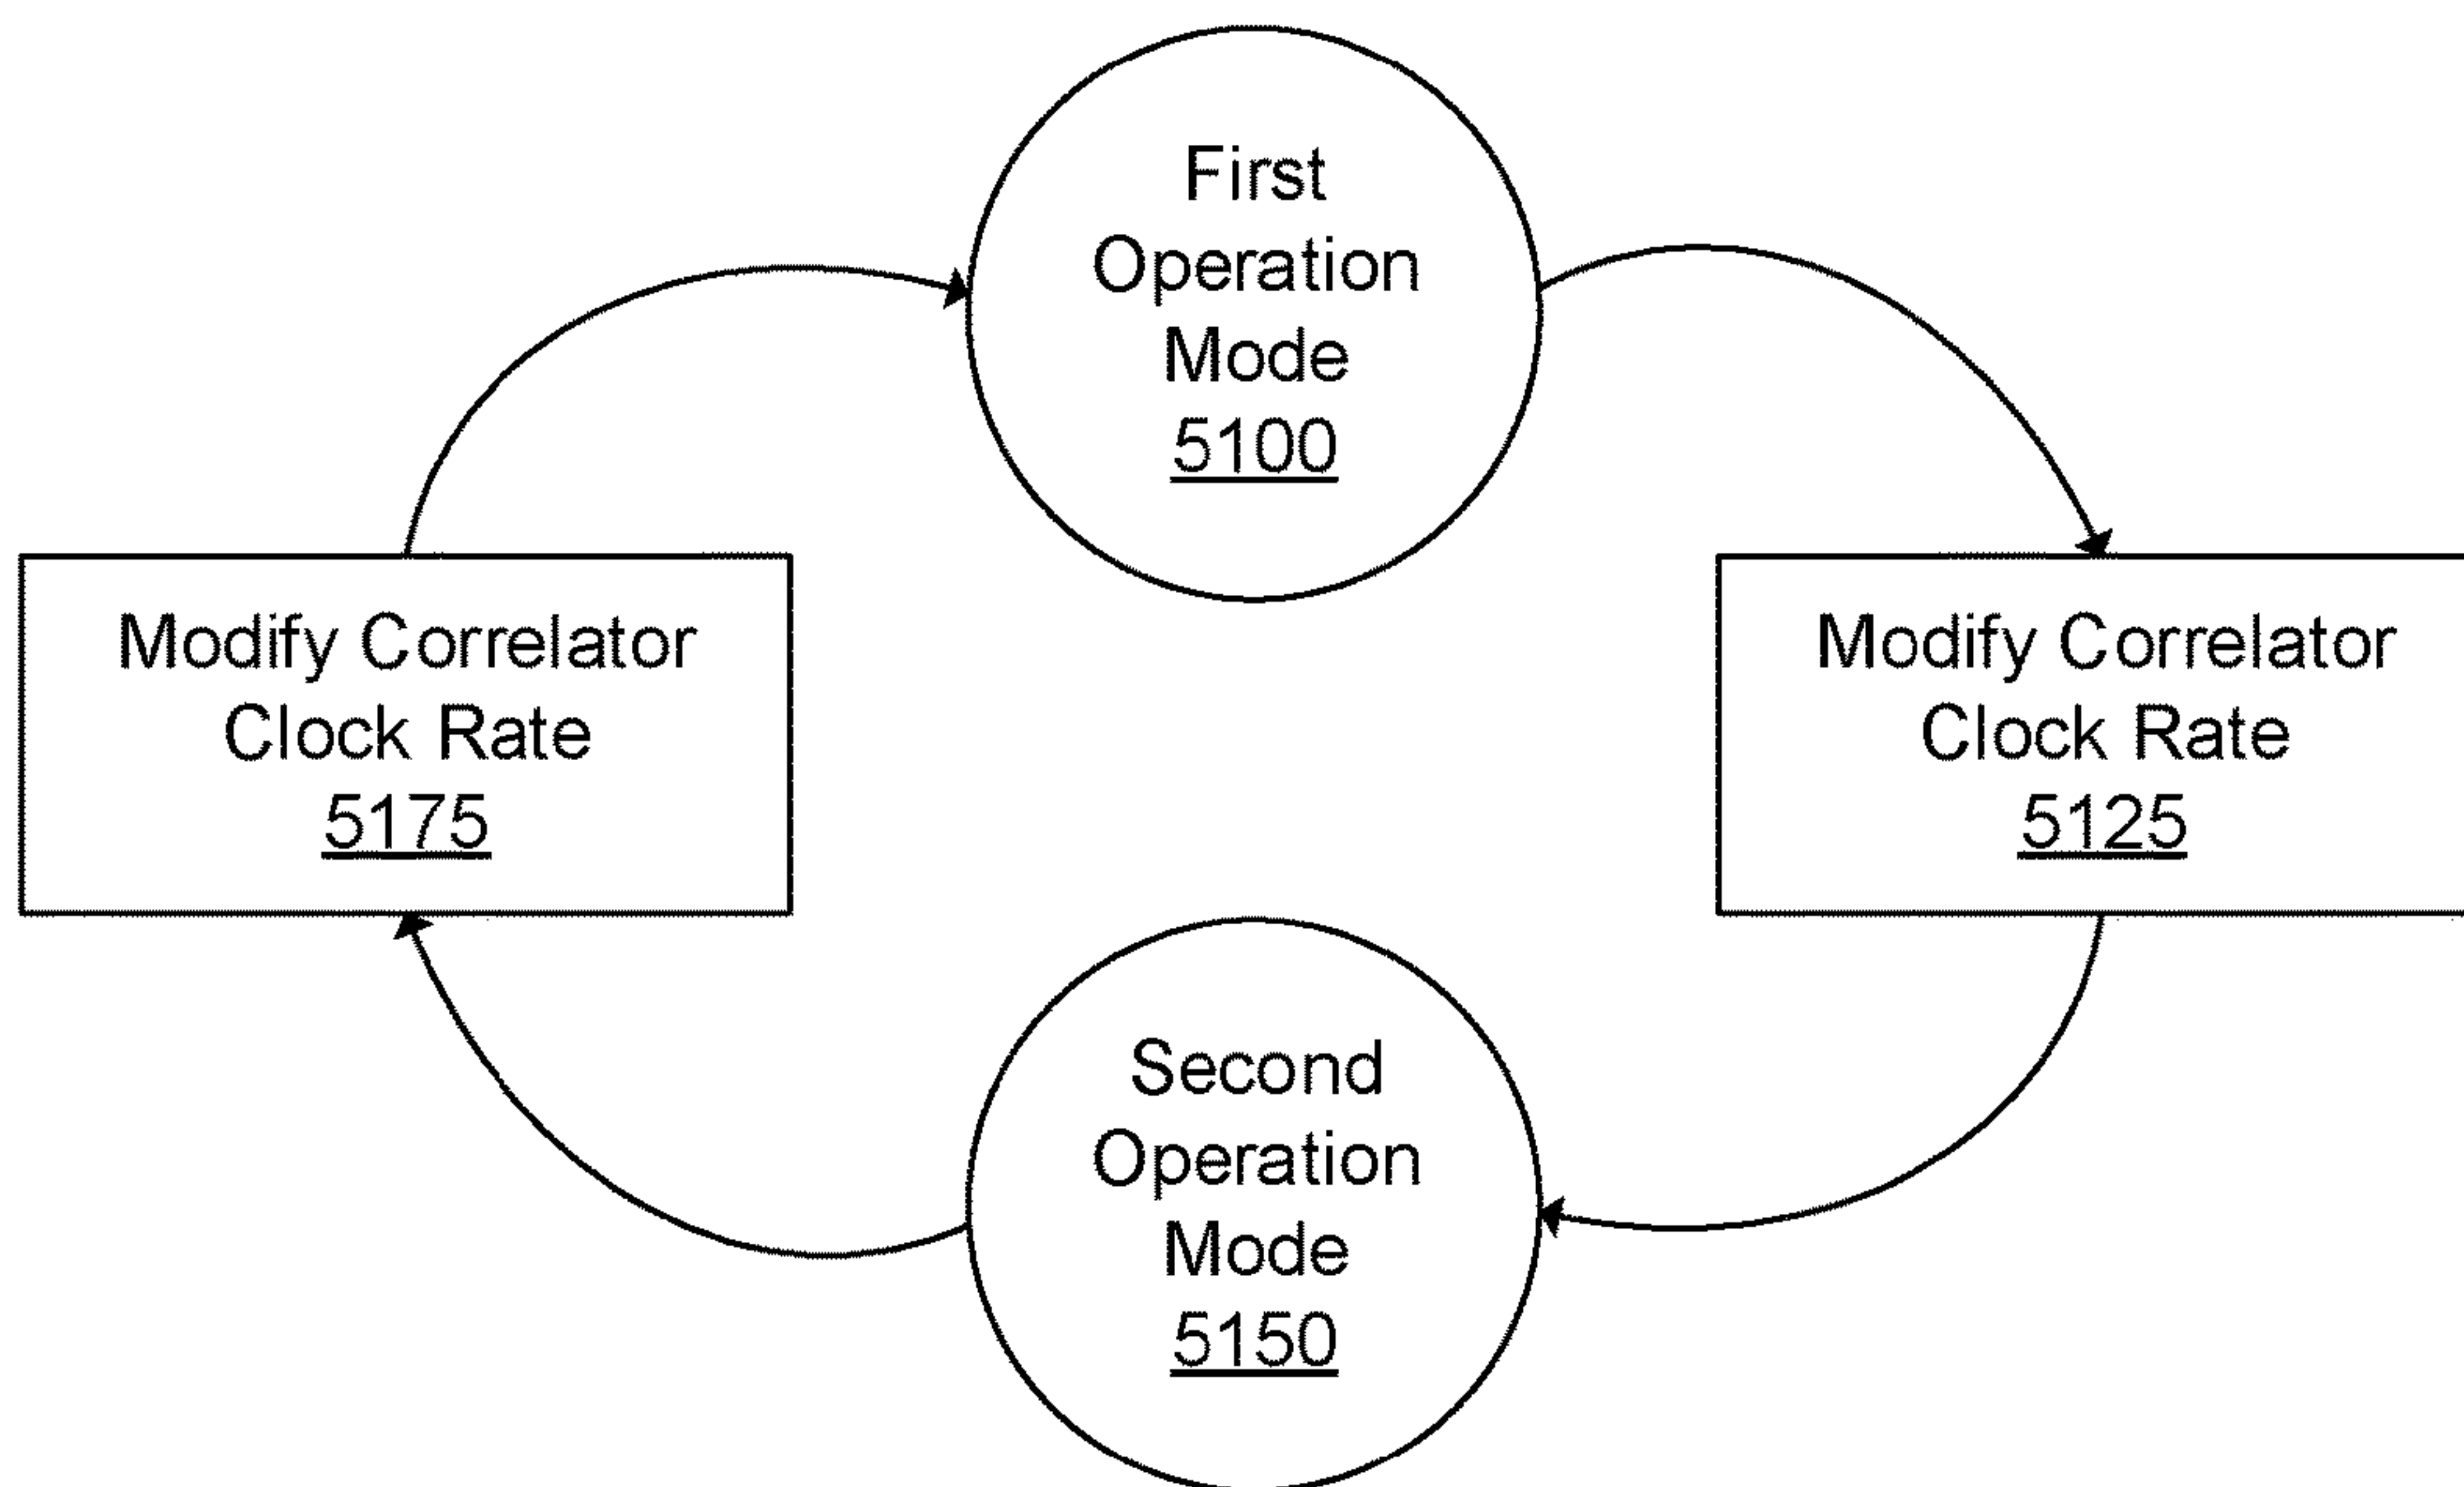 First
Operation
Mode
5100
Modify Correlator
Clock Rate
5175
Modify Correlator
Clock Rate
5125
Second
Operation
Mode
5150